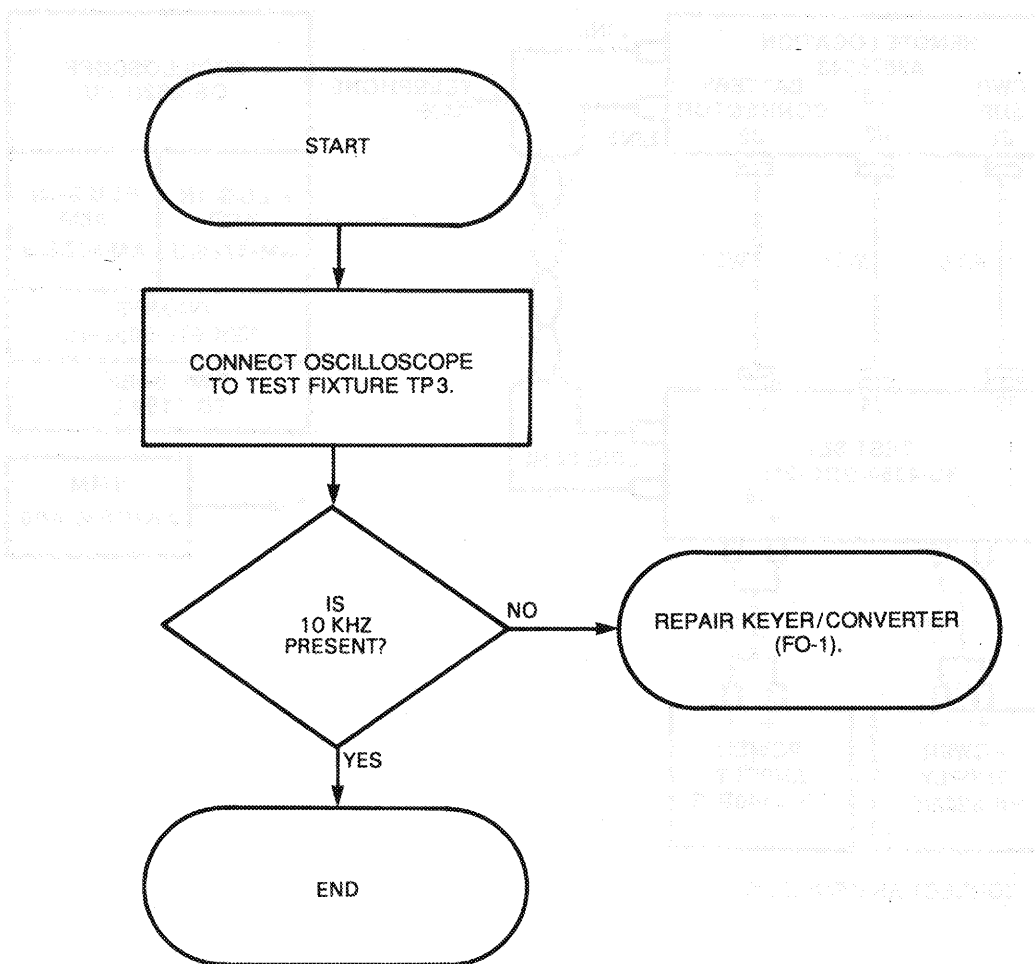 START
CONNECT OSCILLOSCOPE
TO TEST FIXTURE TP3.
IS
10 KHZ
PRESENT?
NO
REPAIR KEYER/CONVERTER
(FO-1).
YES
END